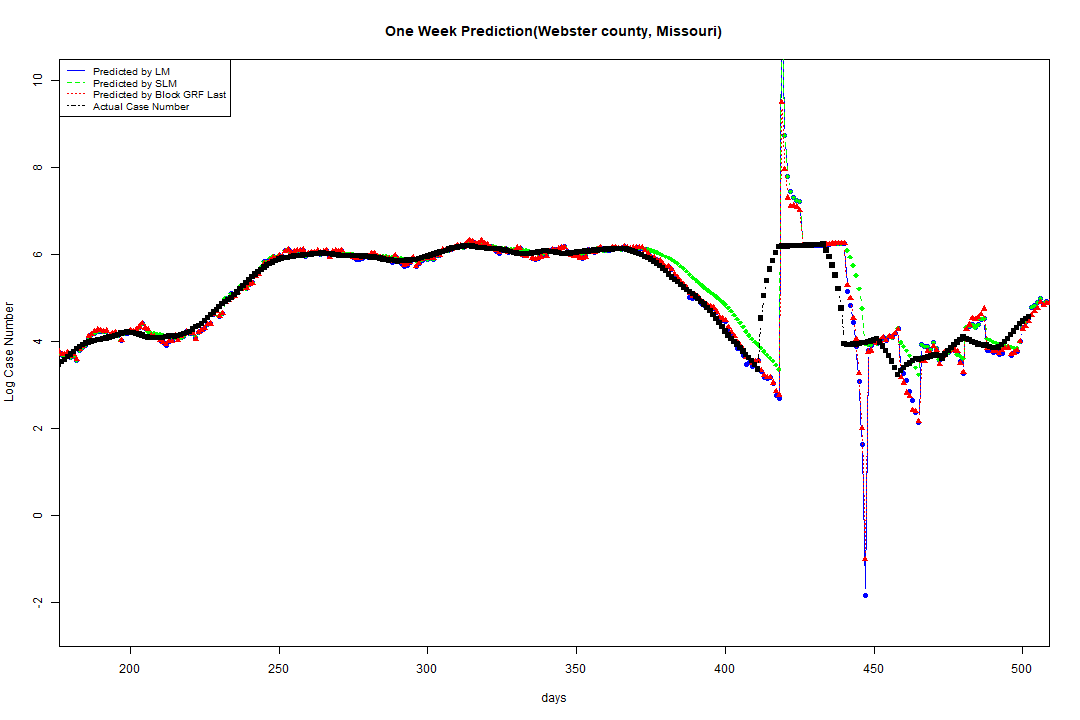 One Week Prediction(Webster county, Missouri)
Predicted by LM
Predicted by SLM
Predicted by Block GRF Last
Actual Case Number
10
8
6
4
2
0
-2
Log Case Number
200 250 300 350 400 450 500
days